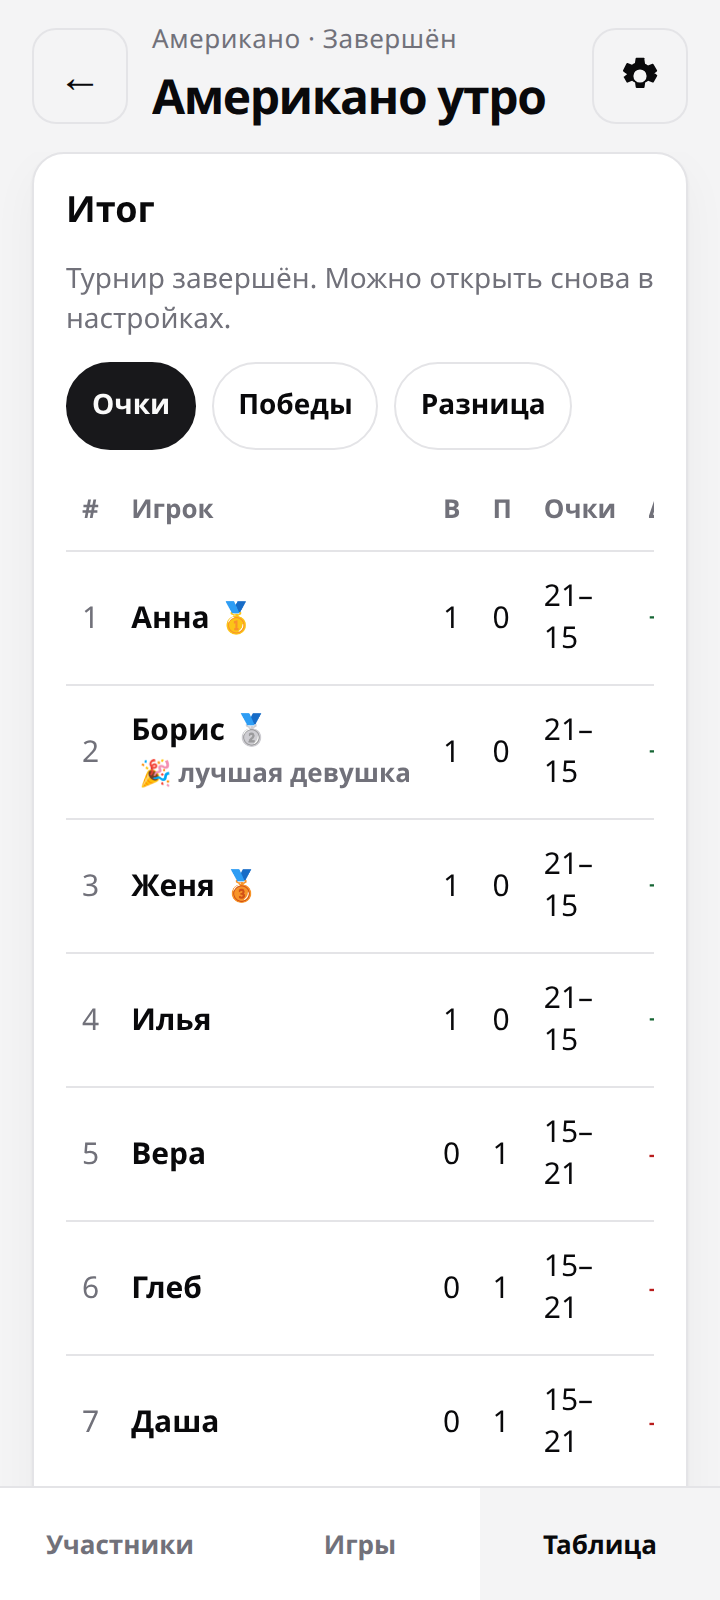 ←
Американо · Завершён
Американо утро
Итог
Турнир завершён. Можно открыть снова в
настройках.
Очки Победы Разница
# Игрок В П Очки
1 Анна 🥇 1 0 21–
15
2 Борис 🥈 1 0 21–
🎉 лучшая девушка 15
3 Женя 🥉 1 0 21–
15
4 Илья 1 0 21–
15
5 Вера 0 1 15–
21
6 Глеб 0 1 15–
21
7 Даша 0 1 15–
21
Участники Игры Таблица